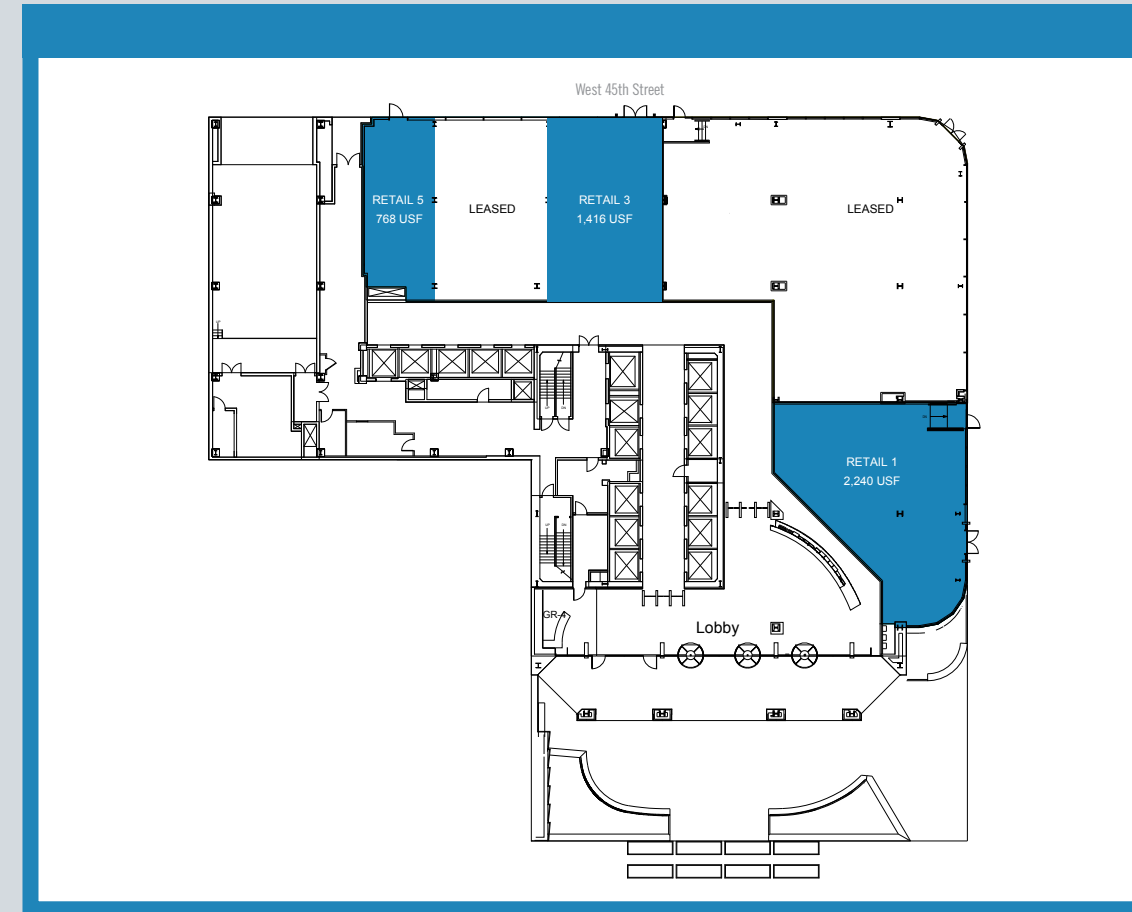 West 45th Street
RETAIL 5
768 USF
LEASED
RETAIL 3
1,416 USF
LEASED
RETAIL 1
2,240 USF
GR-4
Lobby